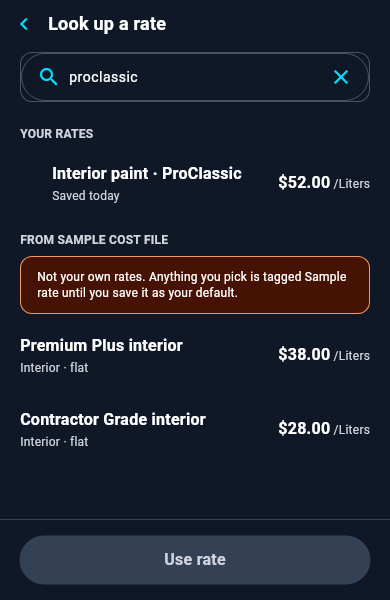 Look up a rate
proclassic
YOUR RATES
Interior paint · ProClassic
Saved today
$52.00 /Liters
FROM SAMPLE COST FILE
Not your own rates. Anything you pick is tagged Sample
rate until you save it as your default.
Premium Plus interior
Interior · flat
$38.00 /Liters
Contractor Grade interior
Interior · flat
$28.00 /Liters
Use rate